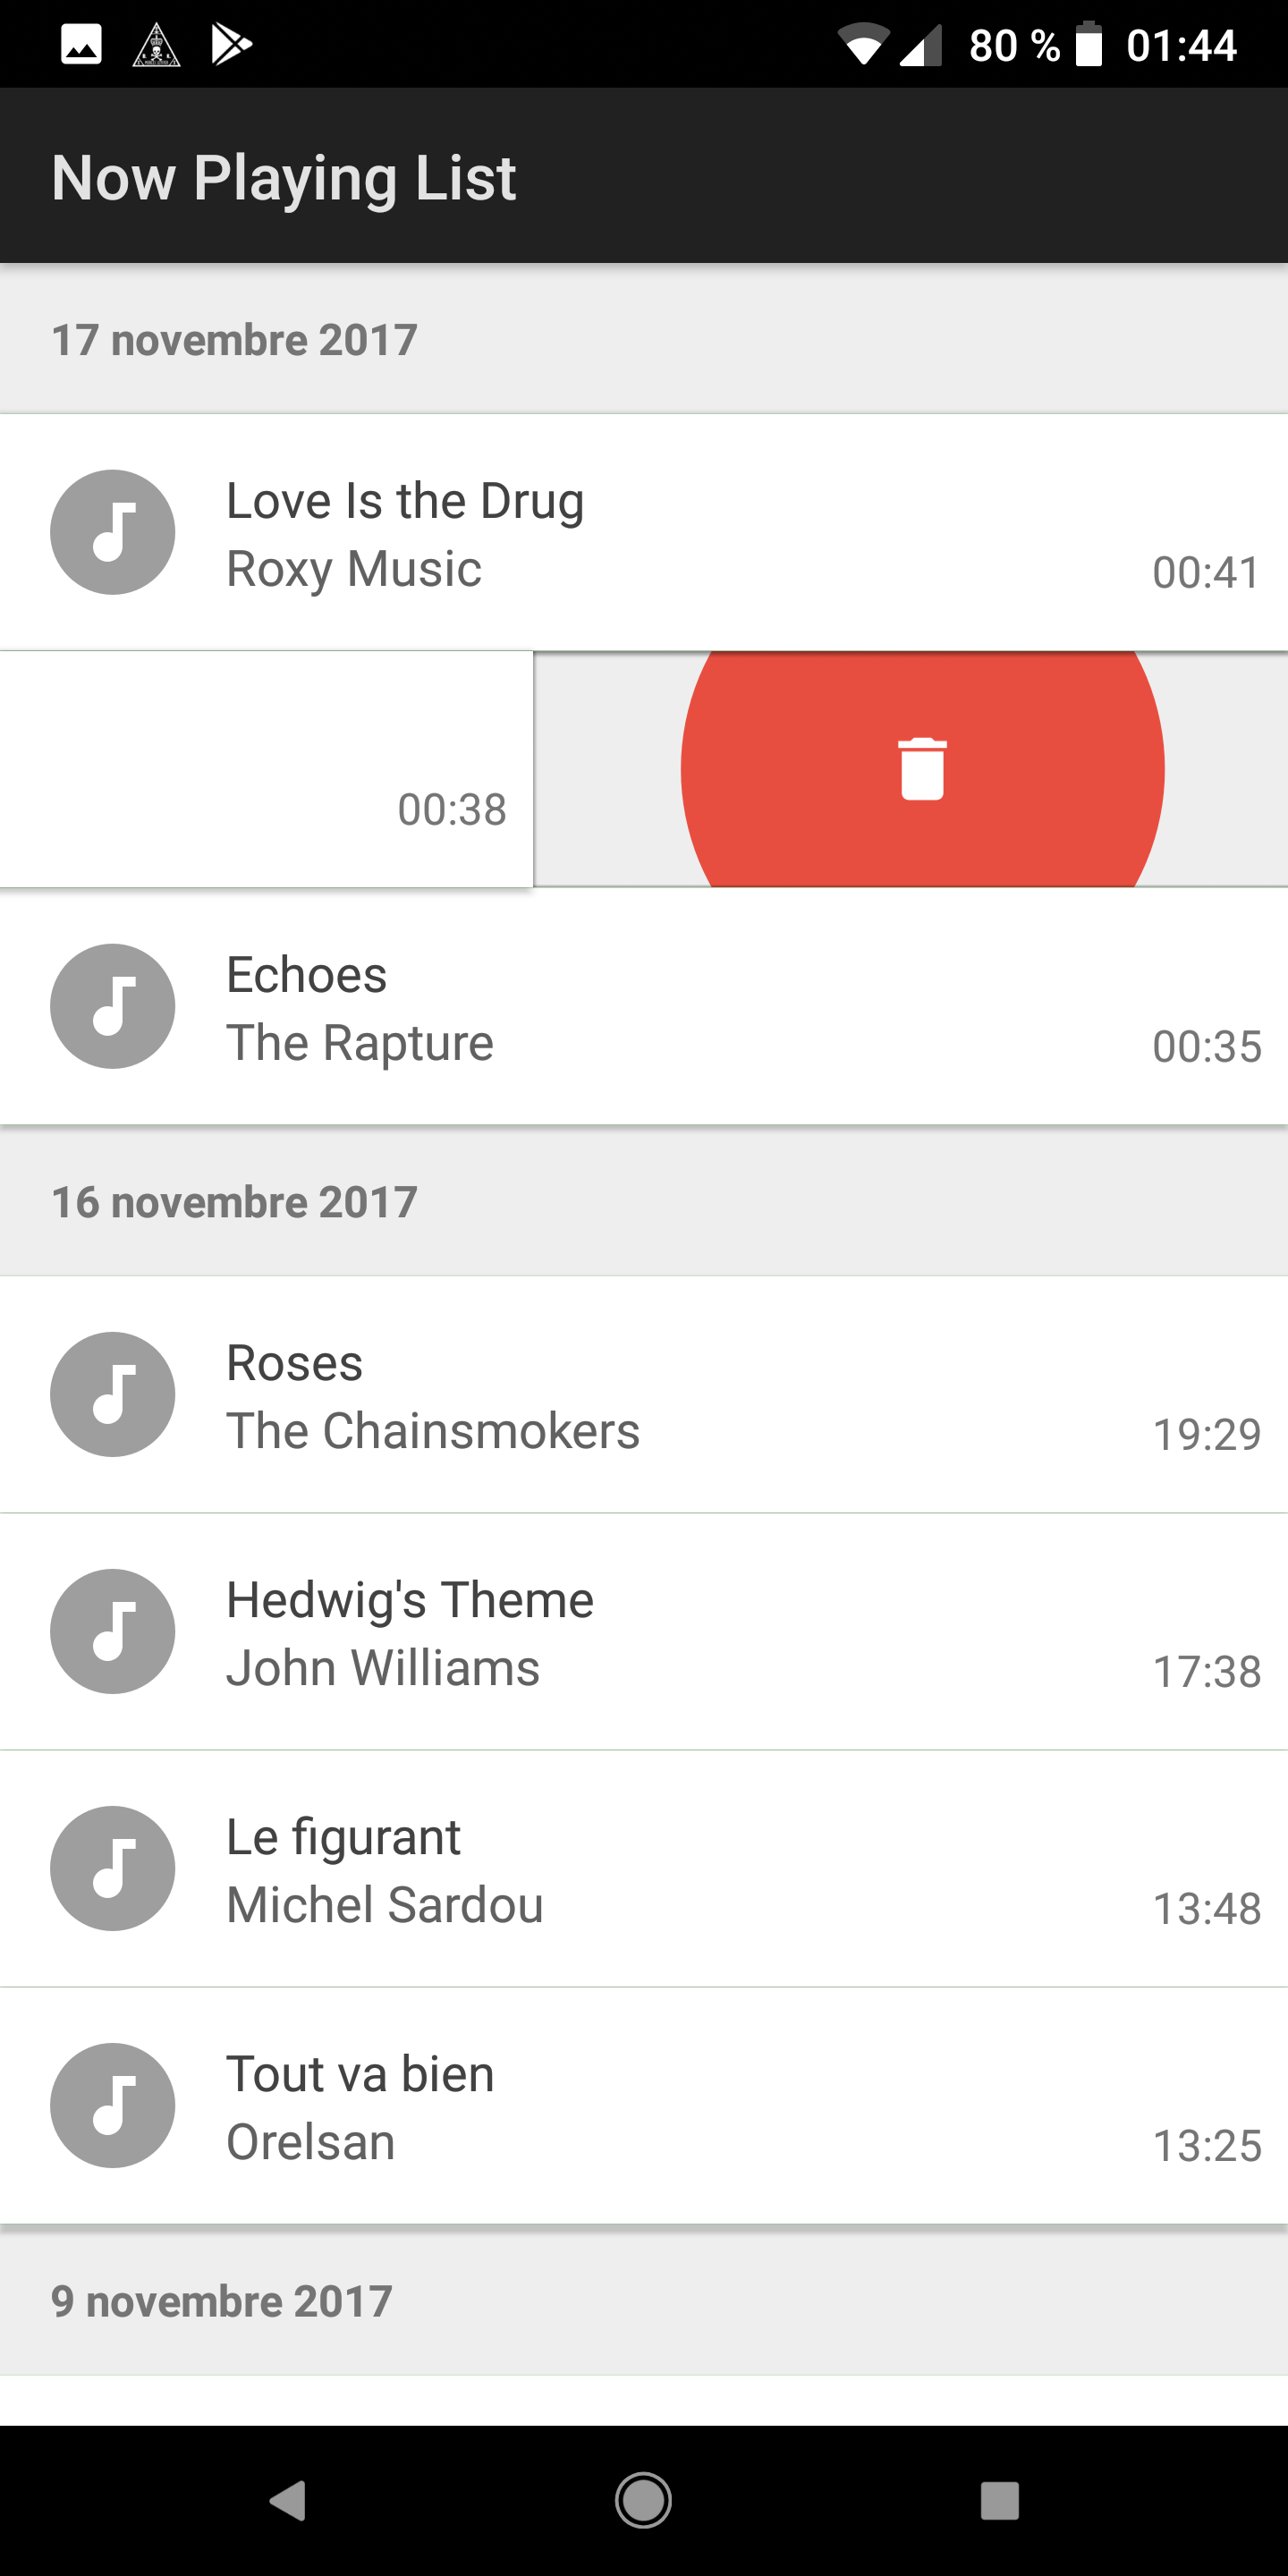 80 % 01:44
Now Playing List
17 novembre 2017
Love Is the Drug
Roxy Music
00:41
00:38
Echoes
The Rapture
00:35
16 novembre 2017
Roses
The Chainsmokers
19:29
Hedwig's Theme
John Williams
17:38
Le figurant
Michel Sardou
13:48
Tout va bien
Orelsan
13:25
9 novembre 2017